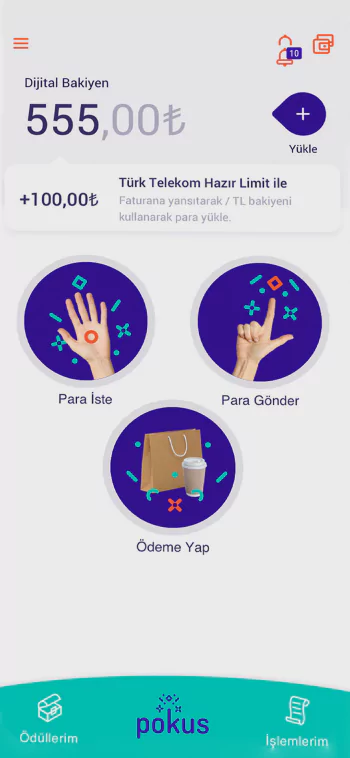 10
Dijital Bakiyen
555,00₺
Yükle
+100,00₺
Türk Telekom Hazır Limit ile
Faturana yansıtarak / TL bakiyeni
kullanarak para yükle.
Para İste
Para Gönder
Ödeme Yap
Ödüllerim
pokus
İşlemlerim